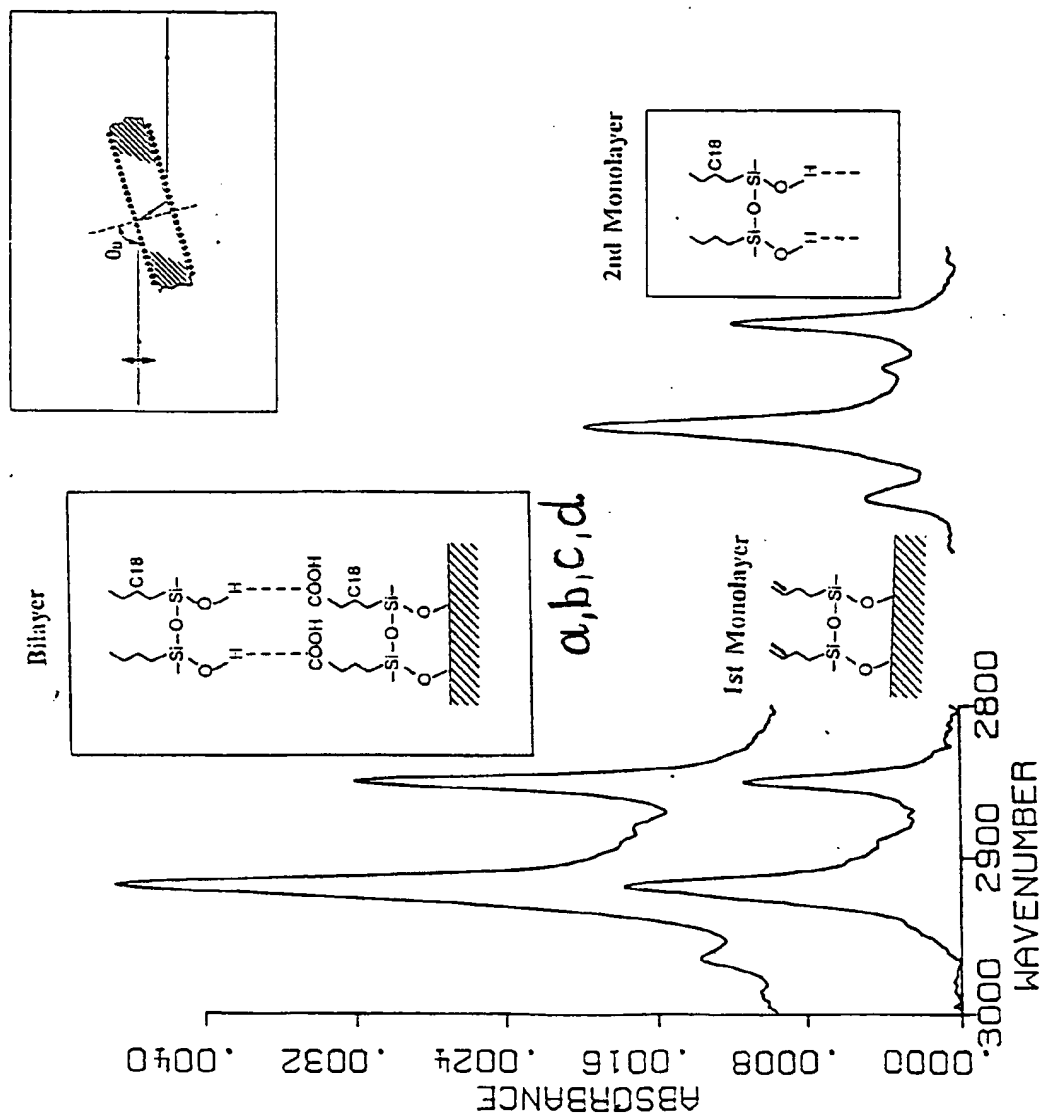 Bilayer
C18
Si-O-Si
O O
H H
COOH COOH
C18
Si-O-Si
O O
a,b,c,d
1st Monolayer
Si-O-Si
O O
2nd Monolayer
C18
Si-O-Si
O O
H H
ABSORBANCE
.0040
.0032
.0024
.0016
.0008
.0000
3000 2900 2800
WAVENUMBER